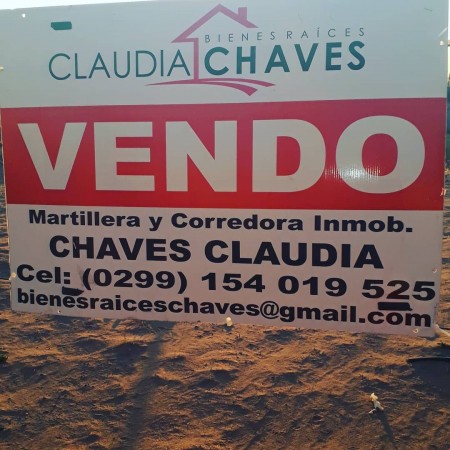 BIENES RAÍCES
CLAUDIA CHAVES
VENDO
Martillera y Corredora Inmob.
CHAVES CLAUDIA
Cel: (0299) 154 019 525
bienesraiceschaves@gmail.com